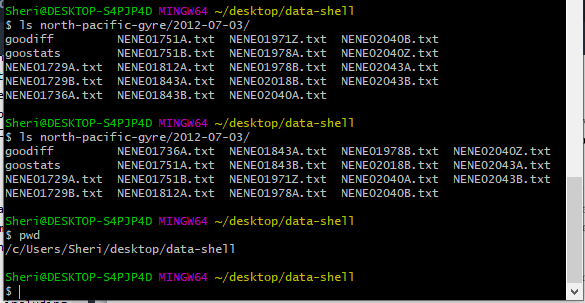 Sheri@DESKTOP-S4PJP4D MINGW64 ~/desktop/data-shell
$ ls north-pacific-gyre/2012-07-03/
goodiff NENE01751A.txt NENE01971Z.txt NENE02040B.txt
goostats NENE01751B.txt NENE01978A.txt NENE02040Z.txt
NENE01729A.txt NENE01812A.txt NENE01978B.txt NENE02043A.txt
NENE01729B.txt NENE01843A.txt NENE02018B.txt NENE02043B.txt
NENE01736A.txt NENE01843B.txt NENE02040A.txt
Sheri@DESKTOP-S4PJP4D MINGW64 ~/desktop/data-shell
$ ls north-pacific-gyre/2012-07-03/
goodiff NENE01736A.txt NENE01843A.txt NENE01978B.txt NENE02040Z.txt
goostats NENE01751A.txt NENE01843B.txt NENE02018B.txt NENE02043A.txt
NENE01729A.txt NENE01751B.txt NENE01971Z.txt NENE02040A.txt NENE02043B.txt
NENE01729B.txt NENE01812A.txt NENE01978A.txt NENE02040B.txt
Sheri@DESKTOP-S4PJP4D MINGW64 ~/desktop/data-shell
$ pwd
/c/Users/Sheri/desktop/data-shell
Sheri@DESKTOP-S4PJP4D MINGW64 ~/desktop/data-shell
$